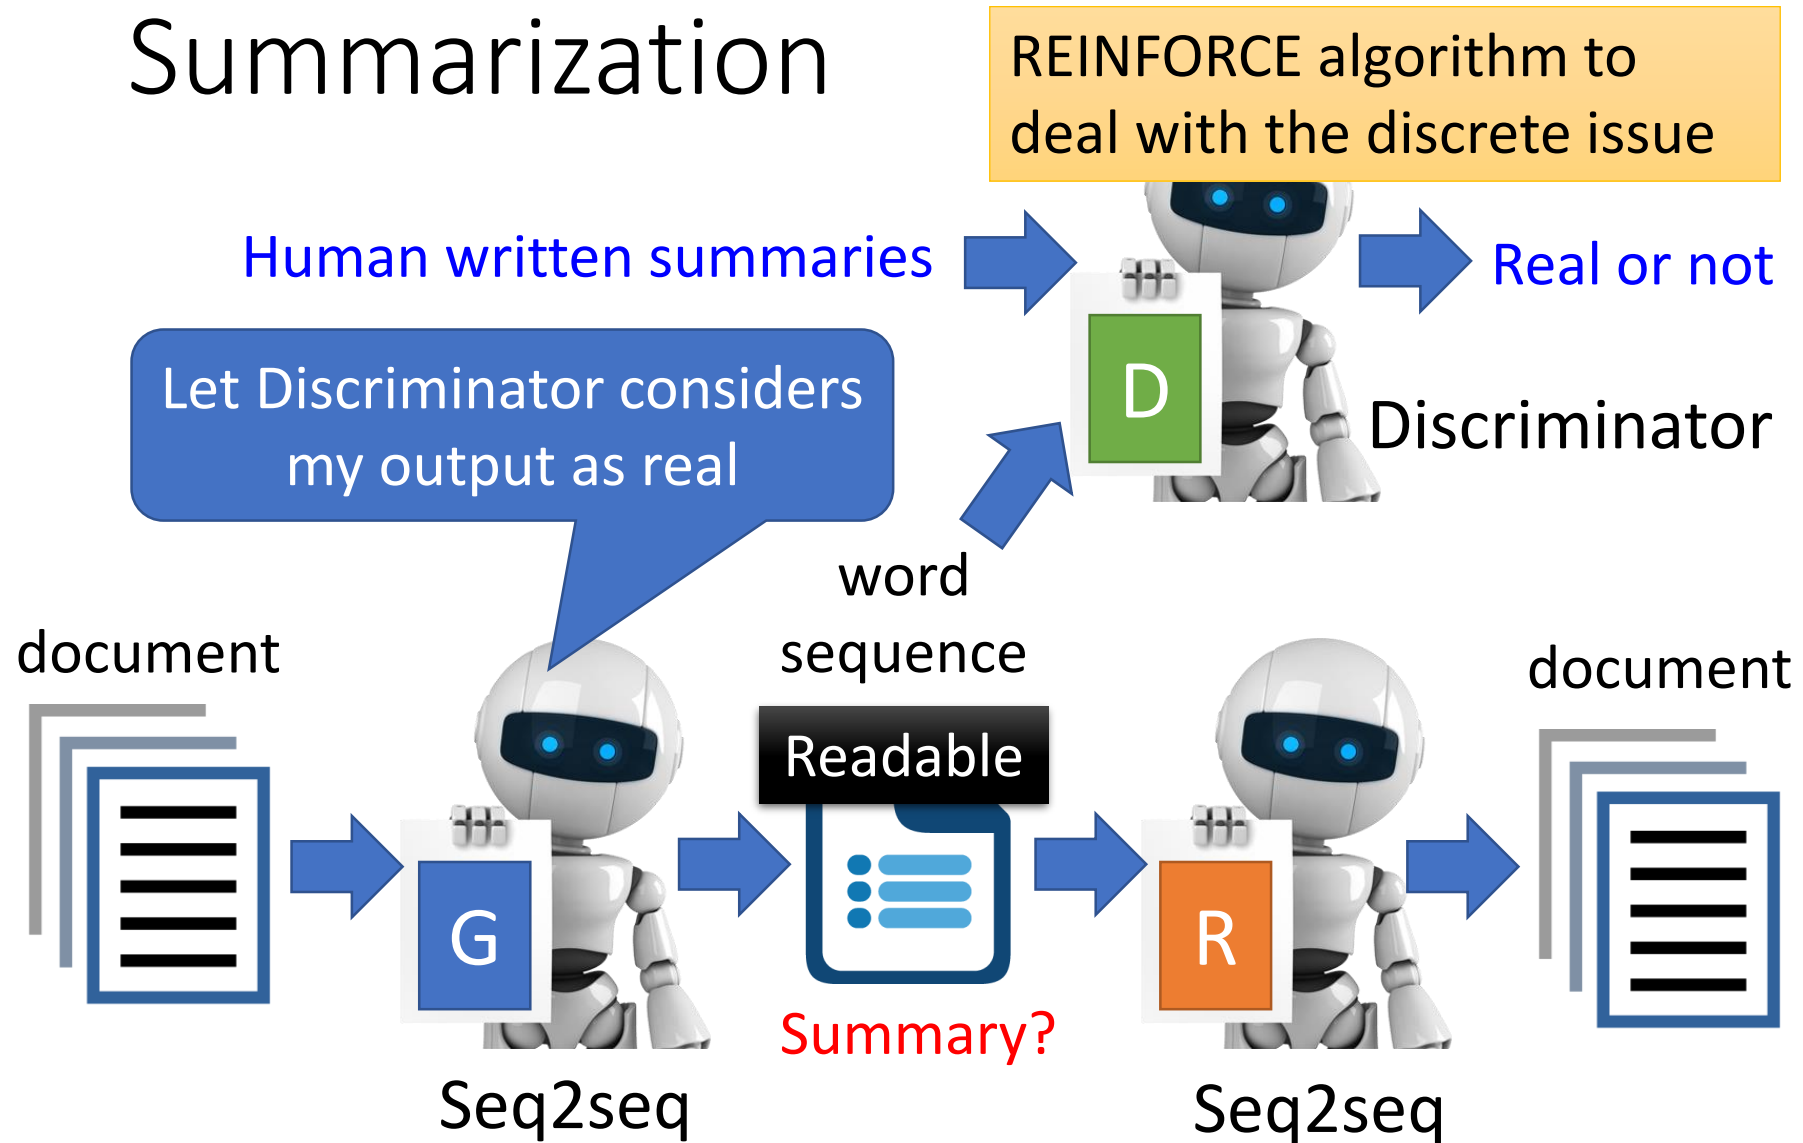 Summarization
REINFORCE algorithm to
deal with the discrete issue
Human written summaries
Real or not
Let Discriminator considers
my output as real
D
Discriminator
word
sequence
document
document
Readable
G
R
Summary?
Seq2seq
Seq2seq